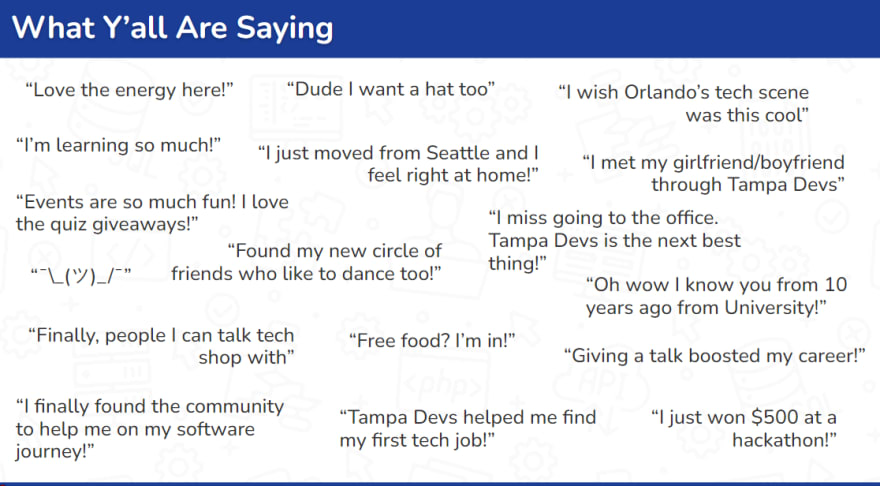 What Y’all Are Saying
“Love the energy here!”
“Dude I want a hat too”
“I wish Orlando’s tech scene
was this cool”
“I’m learning so much!”
“I just moved from Seattle and I
feel right at home!”
“I met my girlfriend/boyfriend
through Tampa Devs”
“Events are so much fun! I love
the quiz giveaways!”
“I miss going to the office.
Tampa Devs is the next best
thing!”
“Found my new circle of
friends who like to dance too!”
“¯\_(ツ)_/¯”
“Oh wow I know you from 10
years ago from University!”
“Finally, people I can talk tech
shop with”
“Free food? I’m in!”
“Giving a talk boosted my career!”
<php>
API
“I finally found the community
to help me on my software
journey!”
“Tampa Devs helped me find
my first tech job!”
“I just won $500 at a
hackathon!”